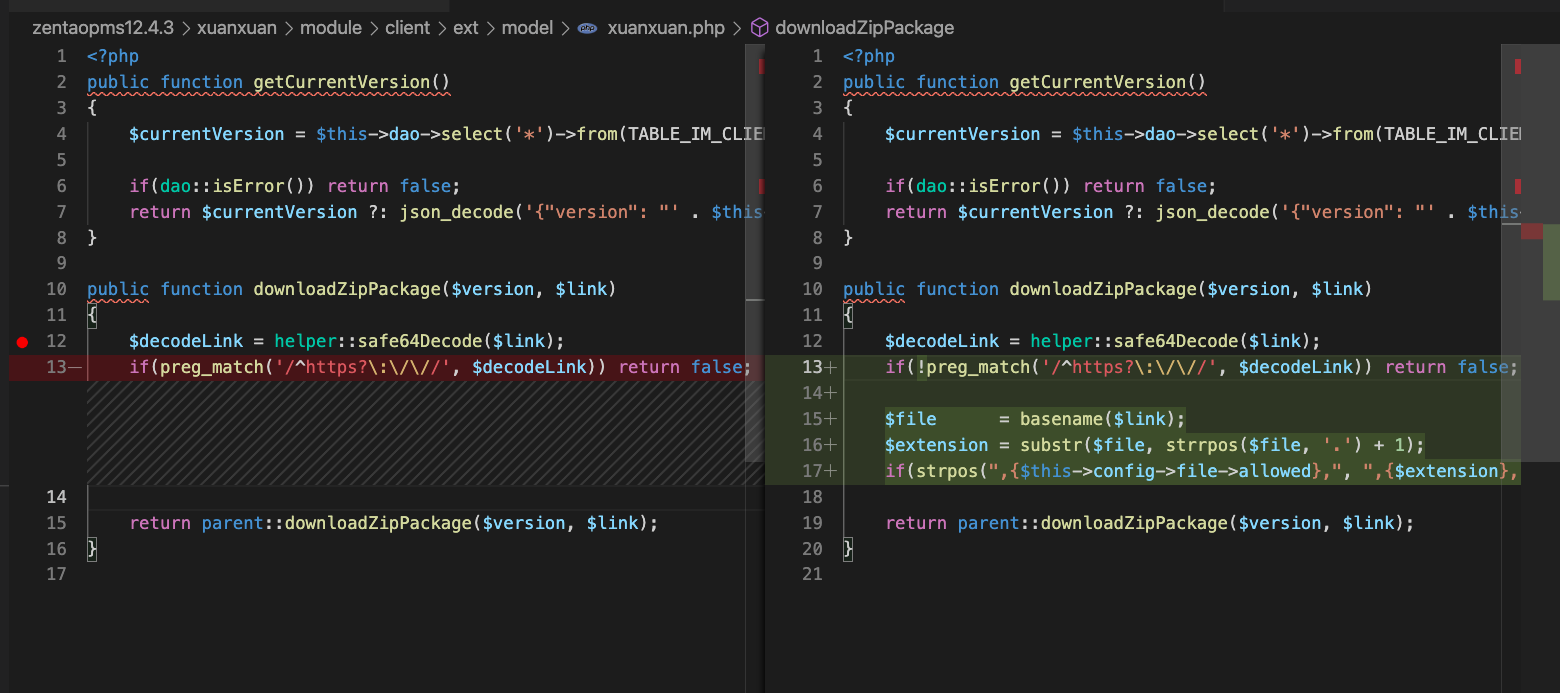 zentaopms12.4.3 > xuanxuan > module > client > ext > model > php xuanxuan.php > downloadZipPackage
1 <?php
2 public function getCurrentVersion()
3 {
4 $currentVersion = $this->dao->select('*')->from(TABLE_IM_CLIE
5
6 if(dao::isError()) return false;
7 return $currentVersion ?: json_decode('{"version": "' . $this
8 }
9
10 public function downloadZipPackage($version, $link)
11 {
12 $decodeLink = helper::safe64Decode($link);
13— if(preg_match('/^https?\:\/\//', $decodeLink)) return false;
14
15 return parent::downloadZipPackage($version, $link);
16 }
17
1 <?php
2 public function getCurrentVersion()
3 {
4 $currentVersion = $this->dao->select('*')->from(TABLE_IM_CLIE
5
6 if(dao::isError()) return false;
7 return $currentVersion ?: json_decode('{"version": "' . $this-
8 }
9
10 public function downloadZipPackage($version, $link)
11 {
12 $decodeLink = helper::safe64Decode($link);
13+ if(!preg_match('/^https?\:\/\//', $decodeLink)) return false;
14+
15+ $file = basename($link);
16+ $extension = substr($file, strrpos($file, '.') + 1);
17+ if(strpos(",{$this->config->file->allowed},", ",{$extension},
18
19 return parent::downloadZipPackage($version, $link);
20 }
21